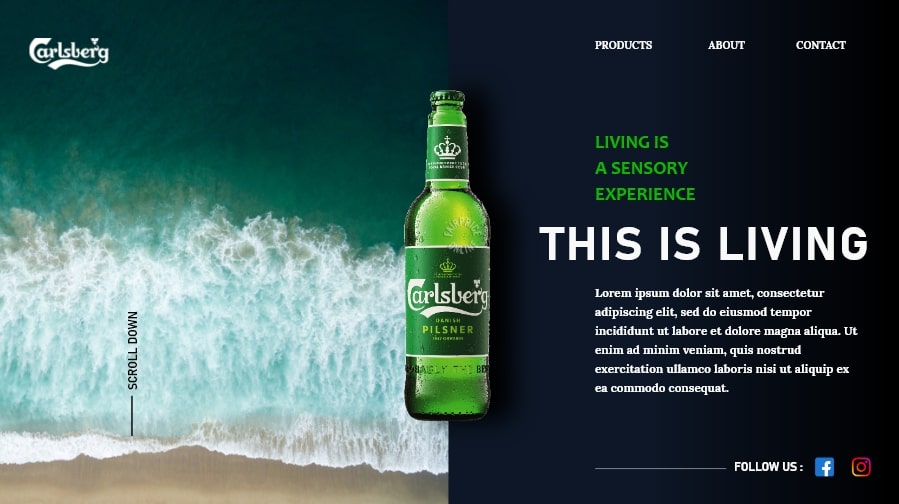 Carlsberg
PRODUCTS ABOUT CONTACT
LIVING IS
A SENSORY
EXPERIENCE
THIS IS LIVING
Carlsberg
DANISH
PILSNER
Lorem ipsum dolor sit amet, consectetur
adipiscing elit, sed do eiusmod tempor
incididunt ut labore et dolore magna aliqua. Ut
enim ad minim veniam, quis nostrud
exercitation ullamco laboris nisi ut aliquip ex
ea commodo consequat.
SCROLL DOWN
FOLLOW US :